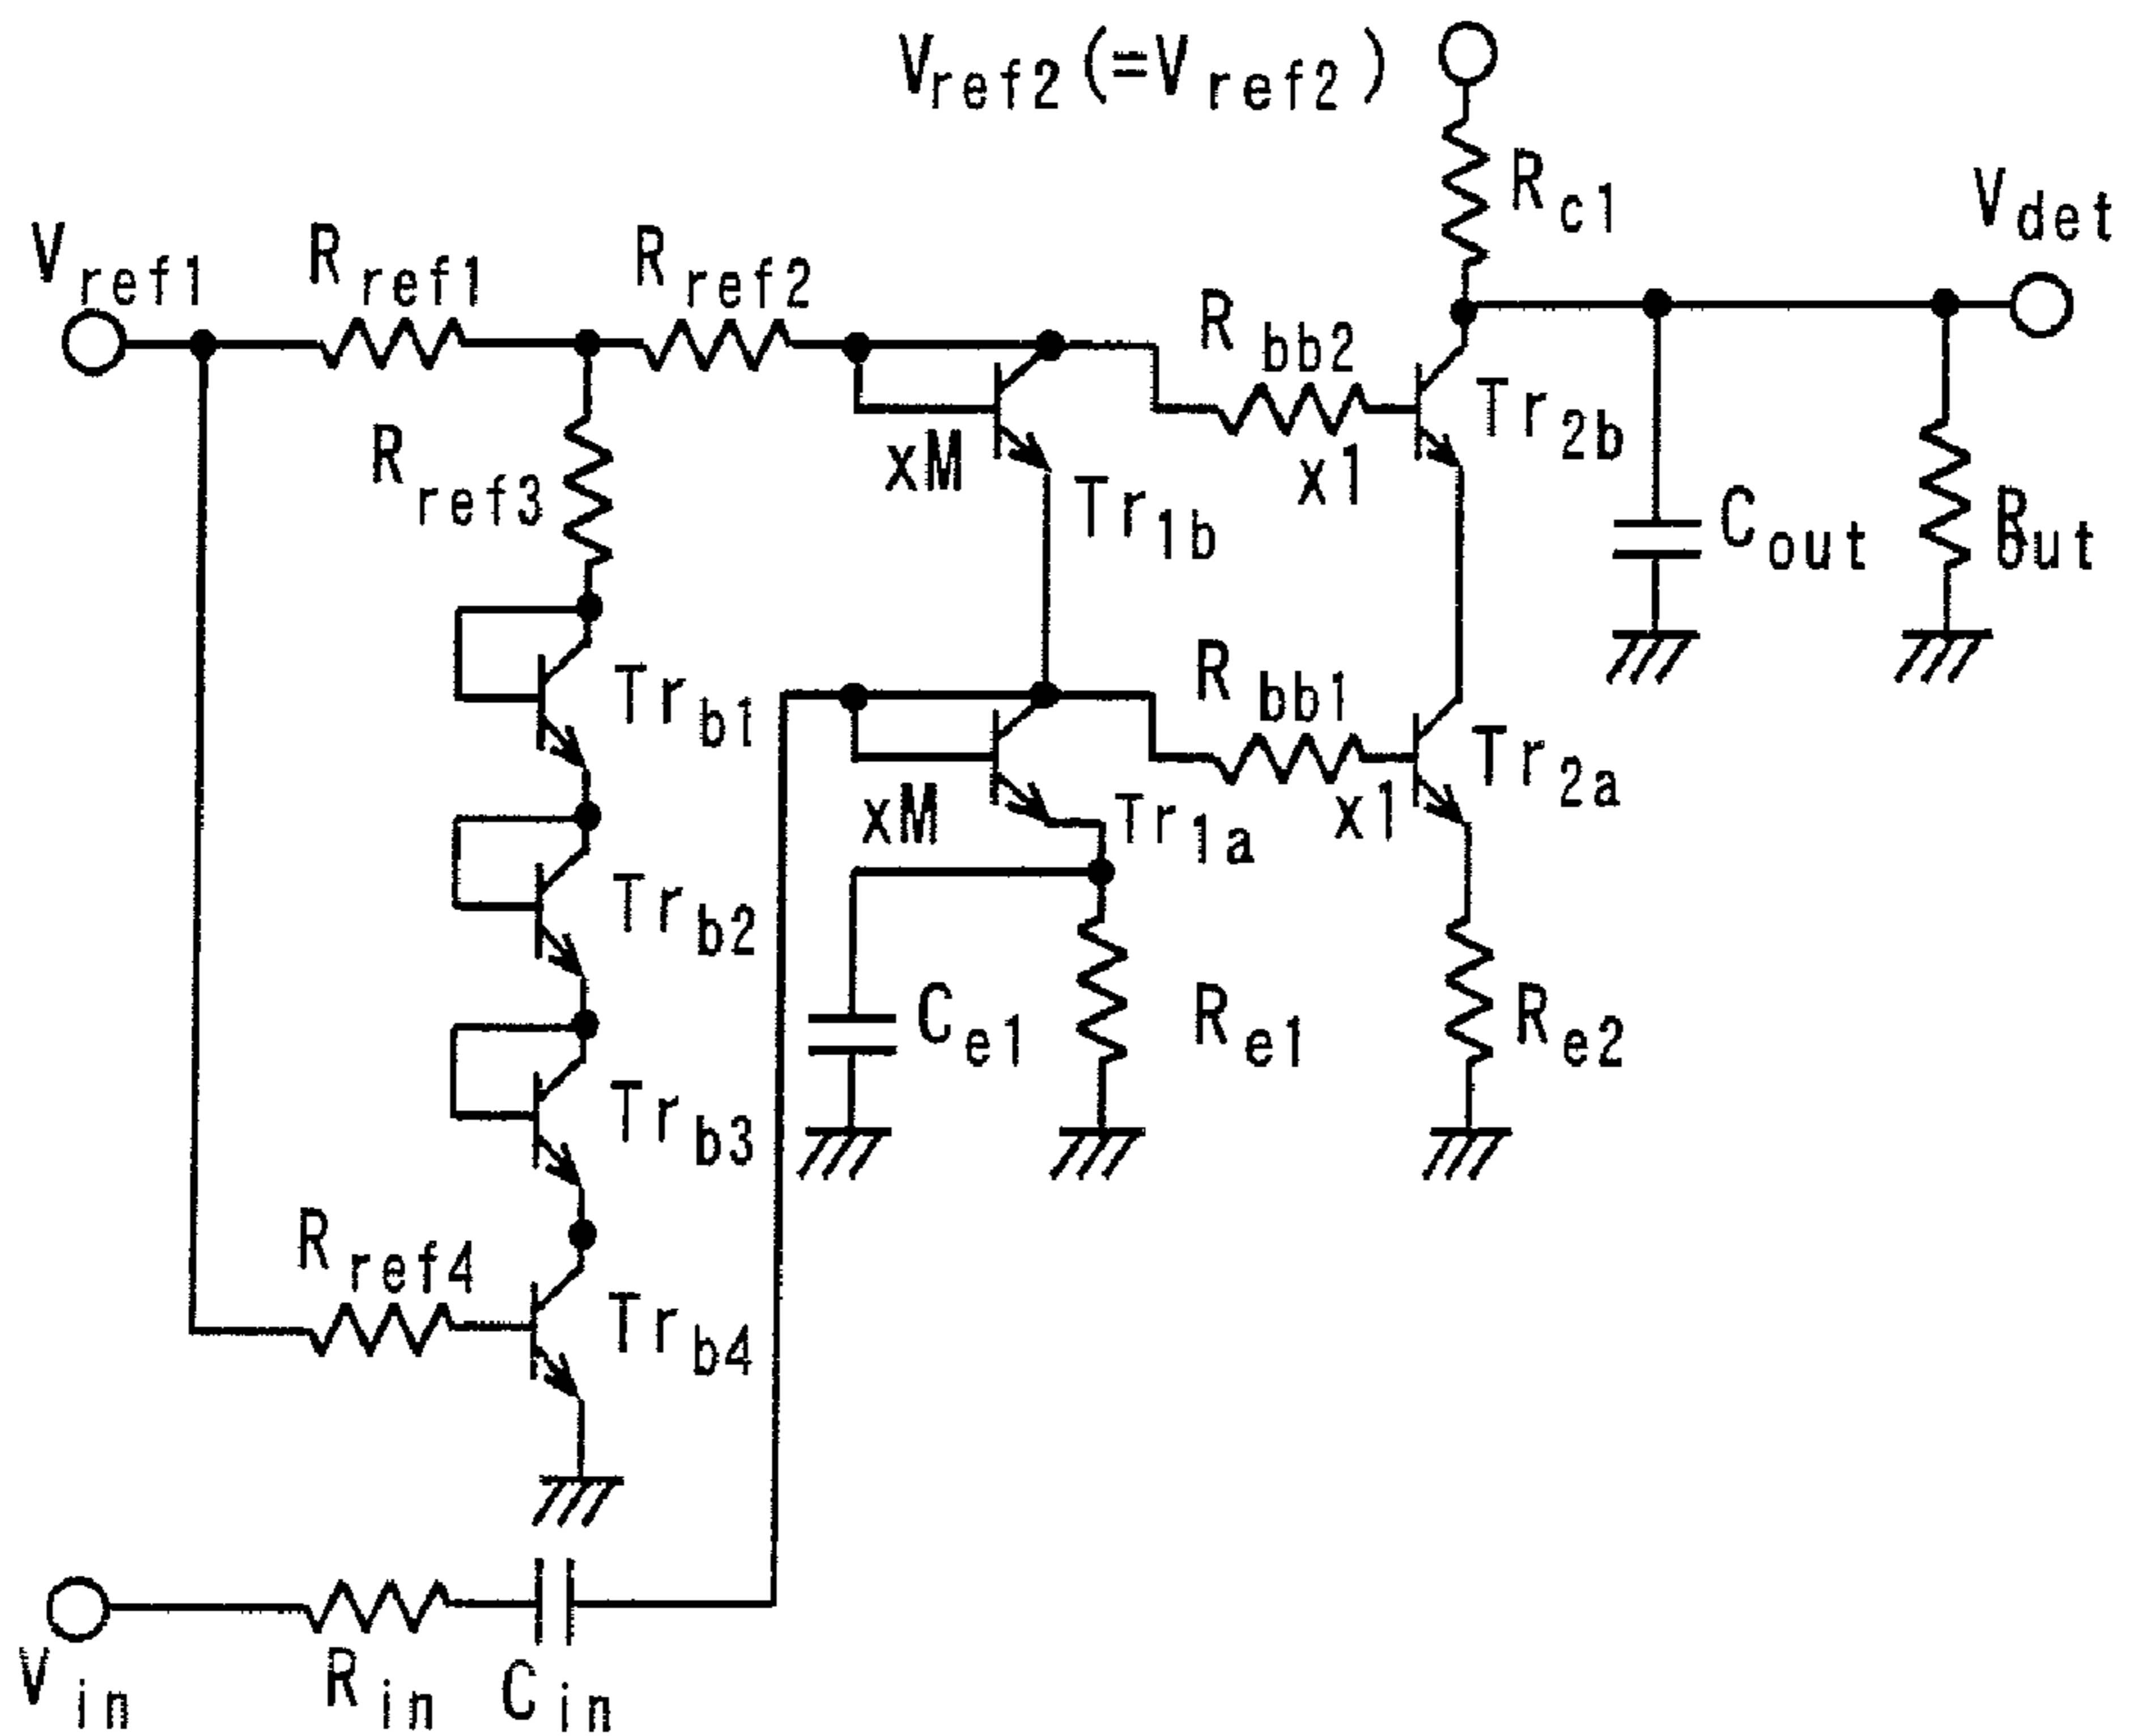 Vref2(=Vref2)
Rc1
Vdet
Vref1
Rref1
Rref2
Rbb2
Tr2b
x1
Rref3
xM
Tr1b
Cout
Rout
Trb1
Rbb1
Tr2a
x1
xM
Tr1a
Trb2
Ce1
Re1
Re2
Trb3
Rref4
Trb4
Vin
Rin
Cin